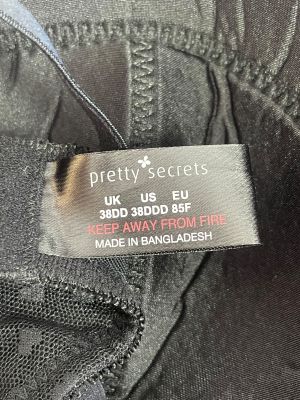 pretty secrets
UK US EU
38DD 38DDD 85F
KEEP AWAY FROM FIRE
MADE IN BANGLADESH